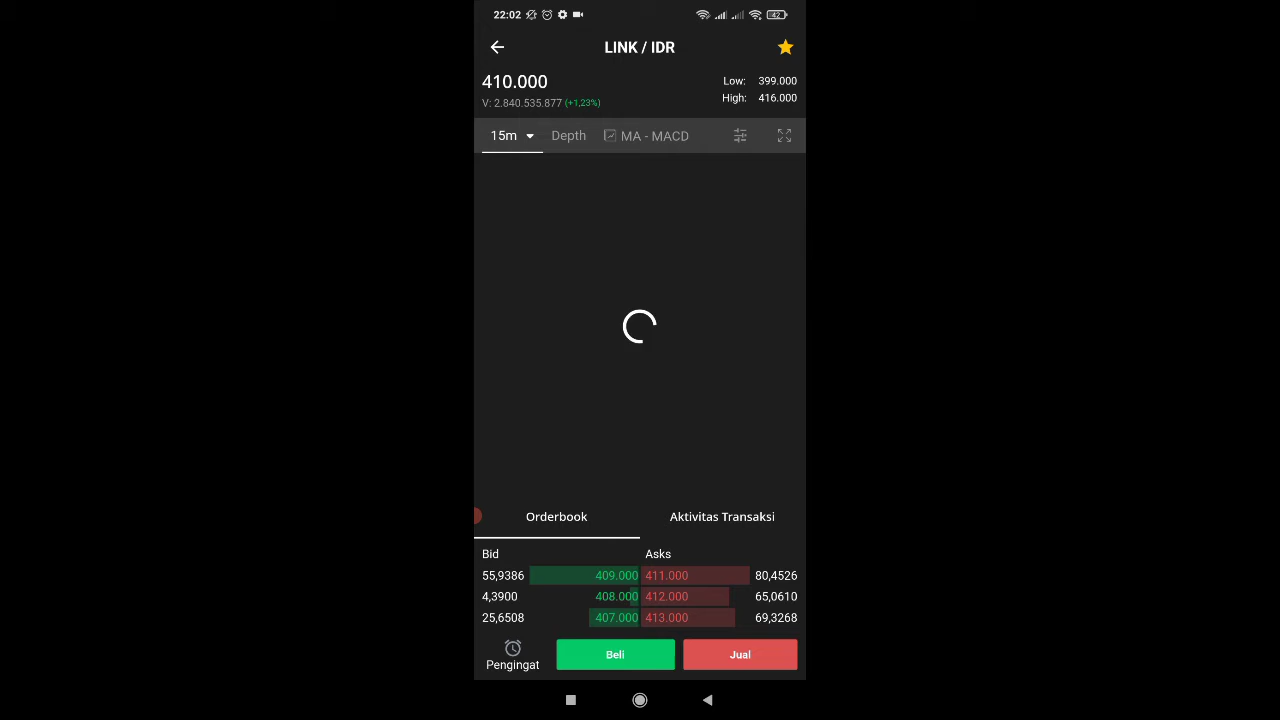 22:02 42
LINK / IDR
410.000
Low: 399.000
V: 2.840.535.877 (+1,23%)
High: 416.000
15m Depth MA - MACD
Orderbook Aktivitas Transaksi
Bid Asks
55,9386 409.000 411.000 80,4526
4,3900 408.000 412.000 65,0610
25,6508 407.000 413.000 69,3268
Pengingat Beli Jual